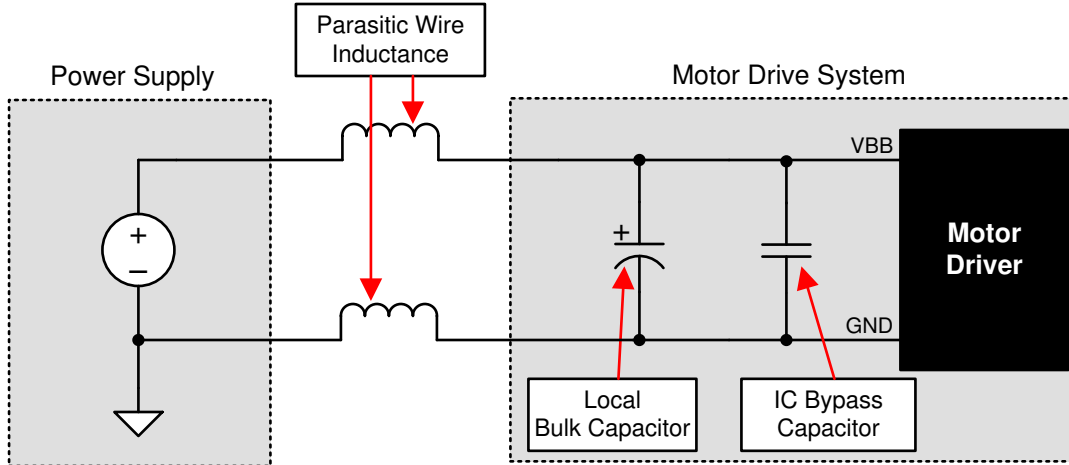 Parasitic Wire
Inductance
Power Supply
Motor Drive System
VBB
+
−
+
Motor
Driver
GND
Local
Bulk Capacitor
IC Bypass
Capacitor